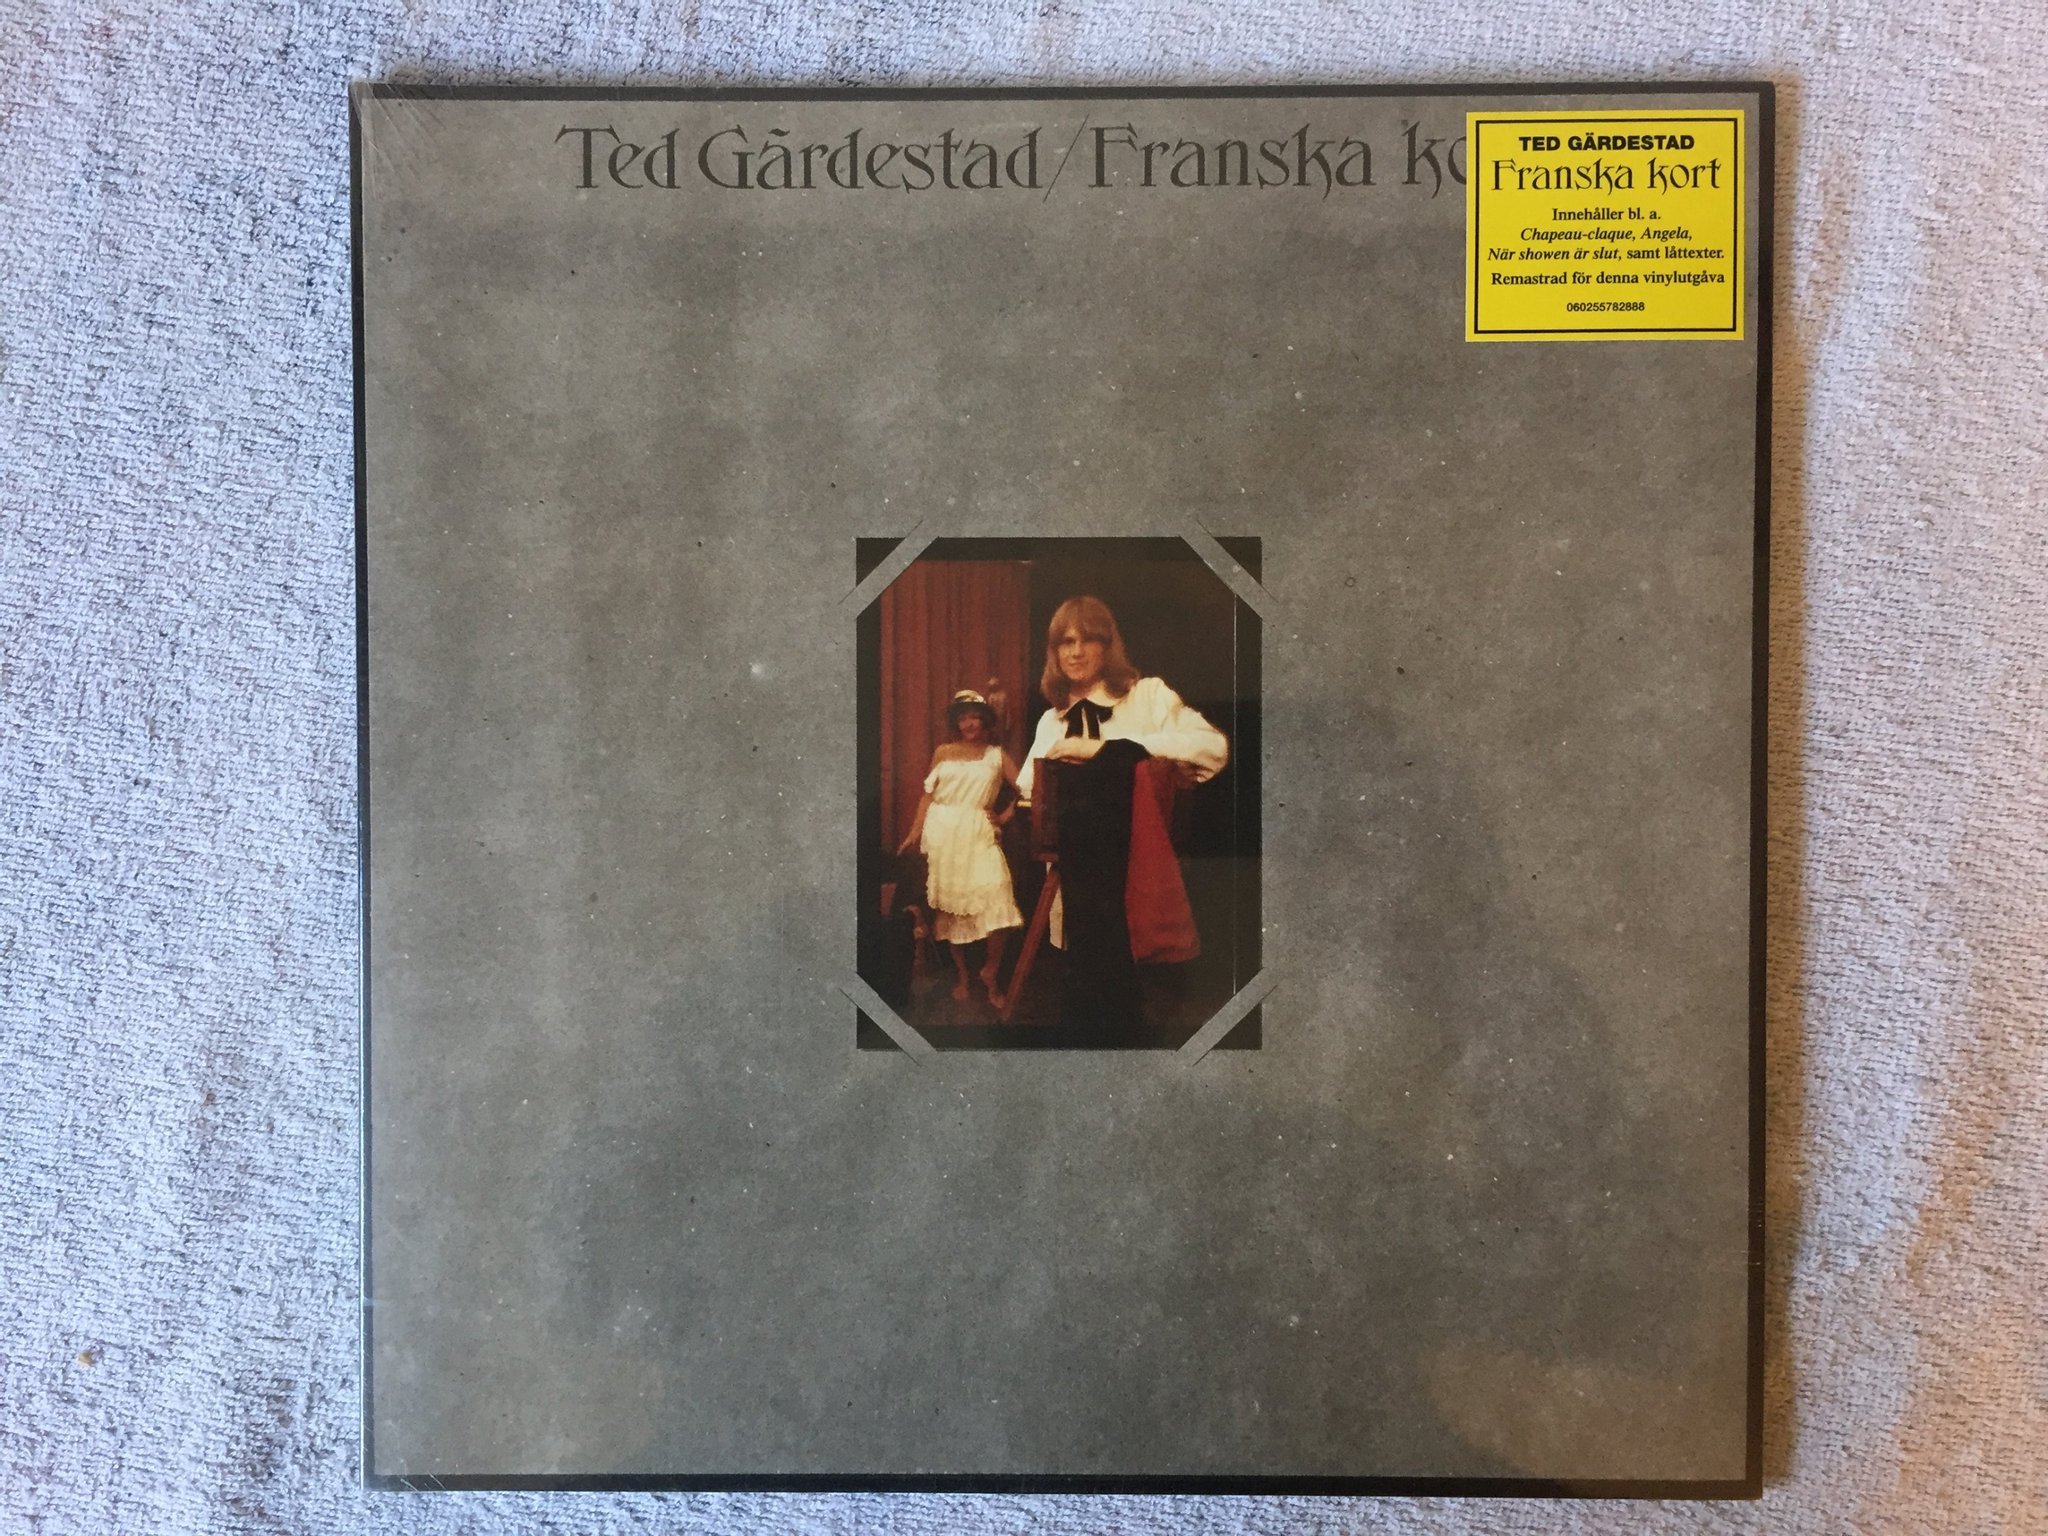 Ted Gärdestad/Franska ko
TED GÄRDESTAD
Franska kort
Innehåller bl. a.
Chapeau-claque, Angela,
När showen är slut, samt låttexter.
Remastrad för denna vinylutgåva
060255782888